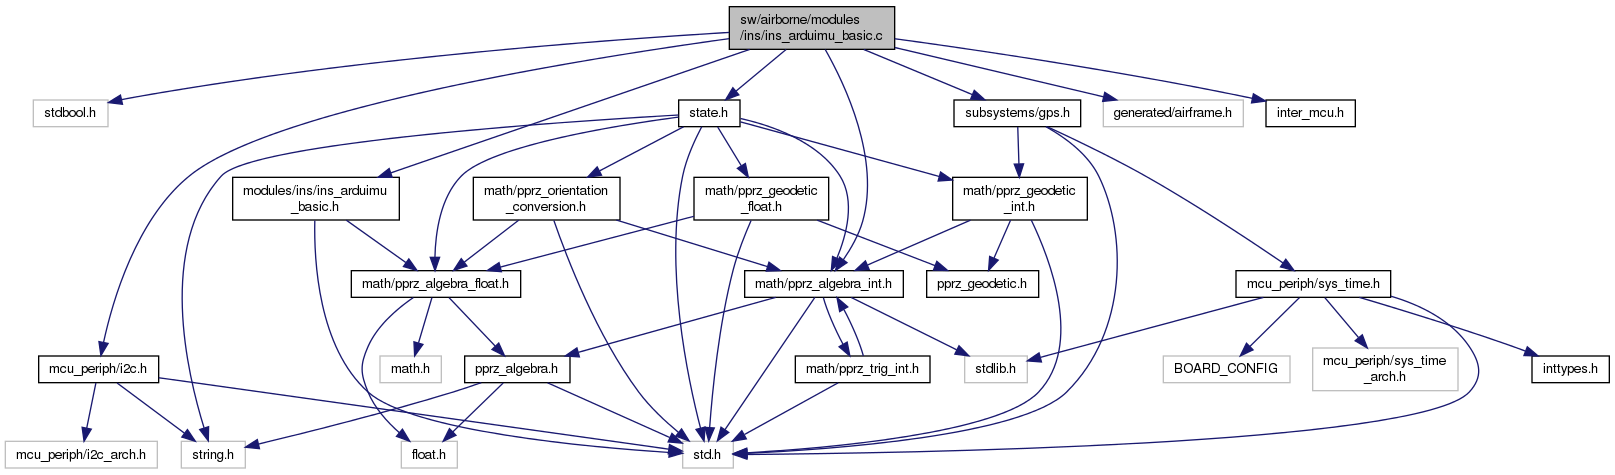 sw/airborne/modules
/ins/ins_arduimu_basic.c
stdbool.h
state.h
subsystems/gps.h
generated/airframe.h
inter_mcu.h
modules/ins/ins_arduimu
_basic.h
math/pprz_orientation
_conversion.h
math/pprz_geodetic
_float.h
math/pprz_geodetic
_int.h
math/pprz_algebra_float.h
math/pprz_algebra_int.h
pprz_geodetic.h
mcu_periph/sys_time.h
mcu_periph/i2c.h
math.h
pprz_algebra.h
math/pprz_trig_int.h
stdlib.h
BOARD_CONFIG
mcu_periph/sys_time
_arch.h
inttypes.h
mcu_periph/i2c_arch.h
string.h
float.h
std.h